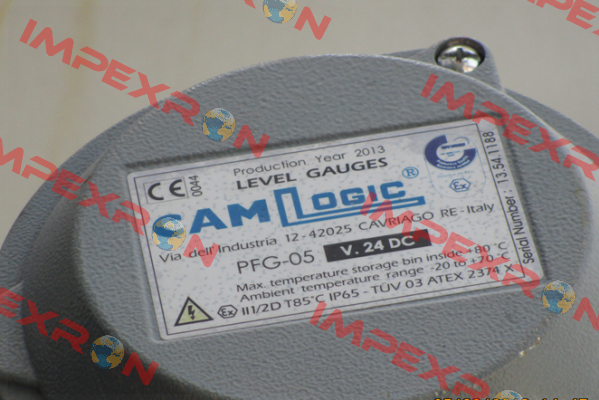 Production Year 2013
LEVEL GAUGES
CE 0044
CAMLOGIC®
Via dell'Industria 12-42025 CAVRIAGO RE-Italy
PFG-05 V. 24 DC
Max. temperature storage bin inside +80°C
Ambient temperature range -20 to +70°C
Ex II1/2D T85°C IP65 - TÜV 03 ATEX 2374 X
Ex
Serial Number: 13.54.1188
IMPEXRON
IMPEXRON
IMPEXRON
IMPEXRON
IMPEXRON